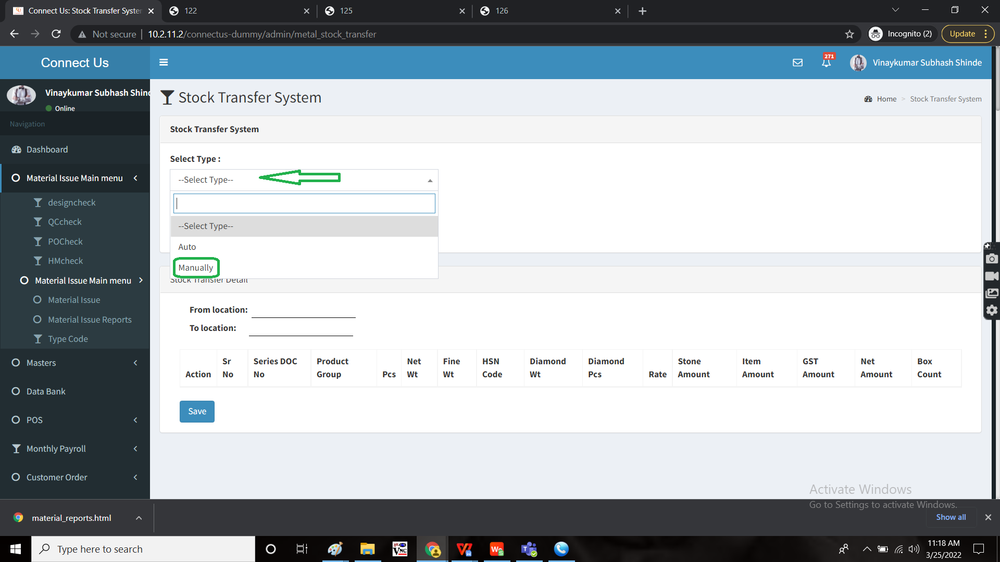 Connect Us: Stock Transfer Syster
122
125
126
Not secure
10.2.11.2/connectus-dummy/admin/metal_stock_transfer
Incognito (2)
Update
Connect Us
271
Vinaykumar Subhash Shinde
Vinaykumar Subhash Shind
Online
Navigation
Dashboard
Material Issue Main menu
designcheck
QCcheck
POCheck
HMcheck
Material Issue Main menu
Material Issue
Material Issue Reports
Type Code
Masters
Data Bank
POS
Monthly Payroll
Customer Order
Stock Transfer System
Home > Stock Transfer System
Stock Transfer System
Select Type :
--Select Type--
--Select Type--
Auto
Manually
Stock Transfer Detail
From location:
To location:
Action
Sr No
Series DOC No
Product Group
Pcs
Net Wt
Fine Wt
HSN Code
Diamond Wt
Diamond Pcs
Rate
Stone Amount
Item Amount
GST Amount
Net Amount
Box Count
Save
Activate Windows
Go to Settings to activate Windows.
material_reports.html
Show all
Type here to search
11:18 AM
3/25/2022